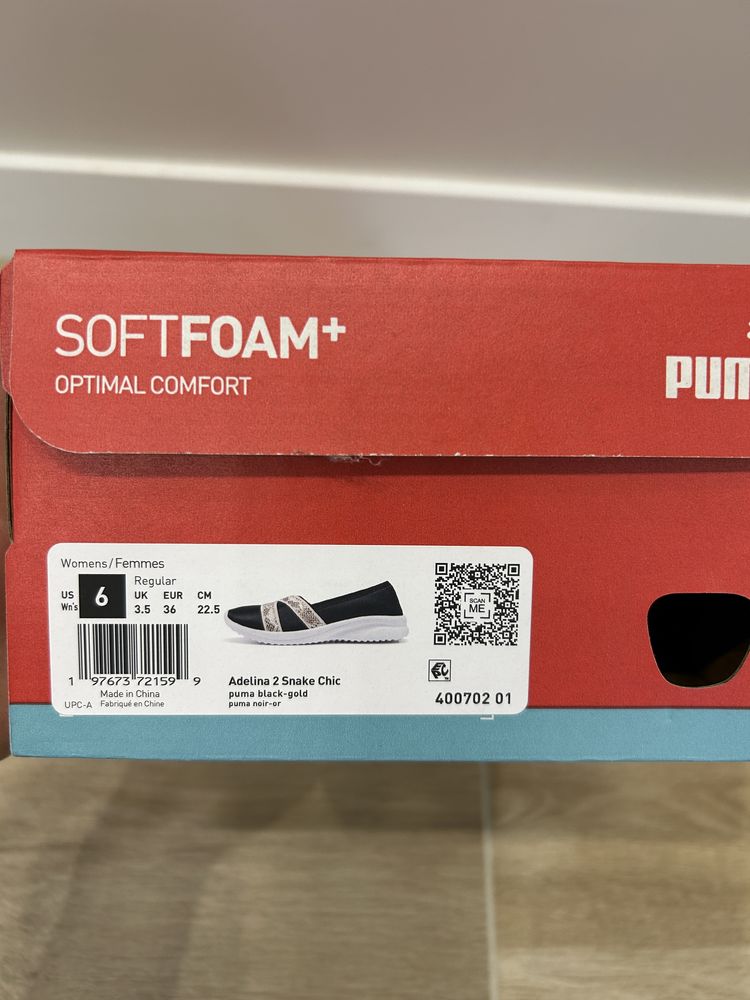 SOFTFOAM+
OPTIMAL COMFORT
PUM
Womens/Femmes
Regular
US UK EUR CM
Wn's 6 3.5 36 22.5
SCAN
ME
1 97673 72159 9
Made in China
UPC-A Fabriqué en Chine
Adelina 2 Snake Chic
puma black-gold
puma noir-or
400702 01